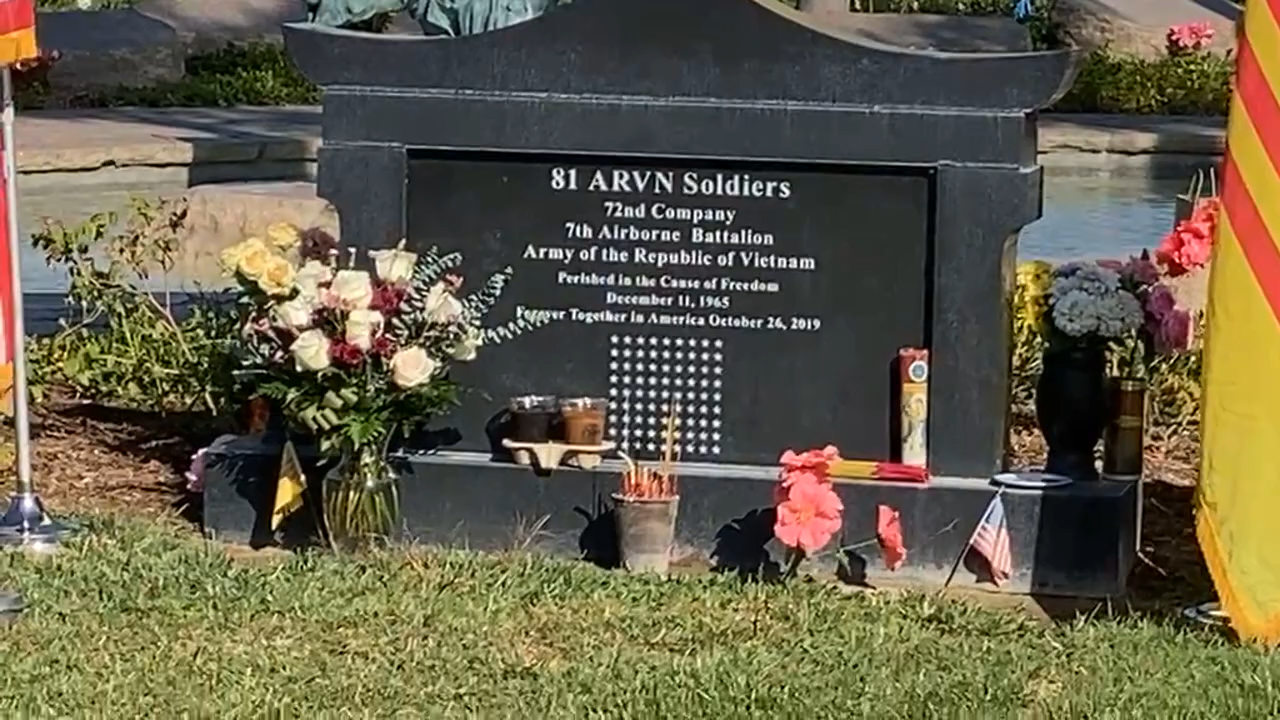 81 ARVN Soldiers
72nd Company
7th Airborne Battalion
Army of the Republic of Vietnam
Perished in the Cause of Freedom
December 11, 1965
Forever Together in America October 26, 2019